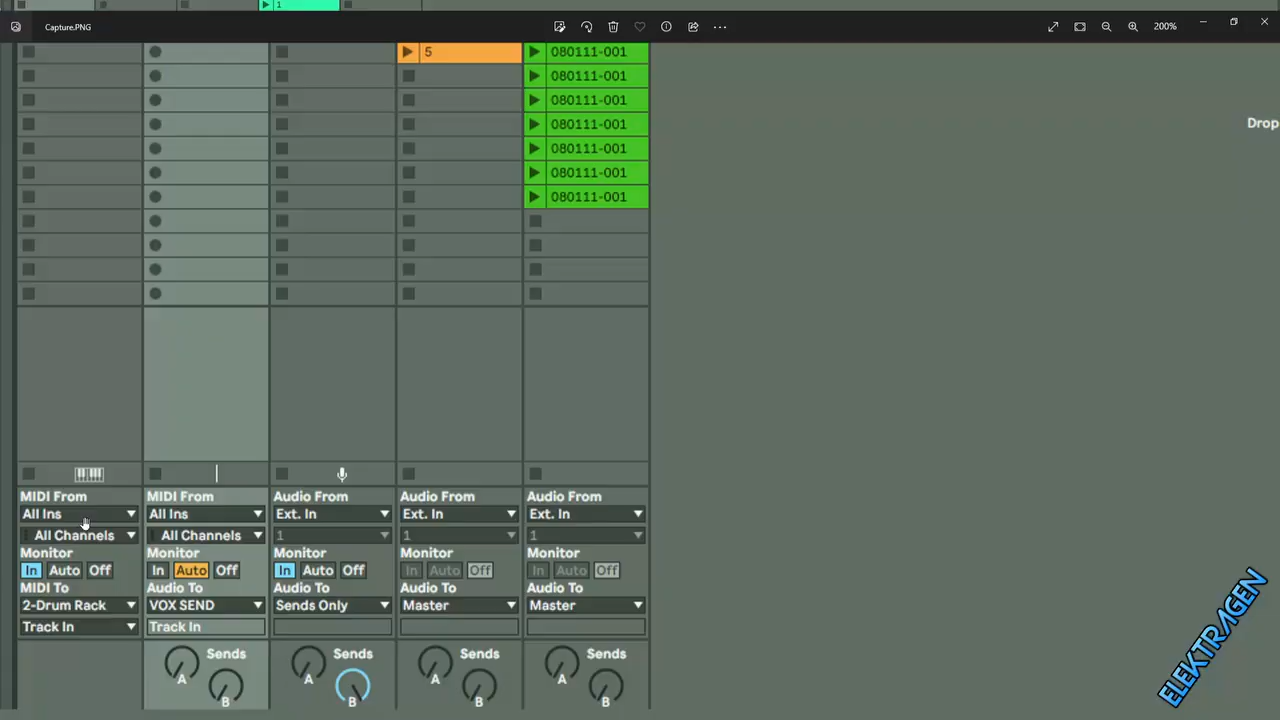 1
Capture.PNG
200%
5
080111-001
080111-001
080111-001
080111-001
080111-001
080111-001
080111-001
Drop
MIDI From
MIDI From
Audio From
Audio From
Audio From
All Ins
All Ins
Ext. In
Ext. In
Ext. In
All Channels
All Channels
1
1
1
Monitor
Monitor
Monitor
Monitor
Monitor
In Auto Off
In Auto Off
In Auto Off
In Auto Off
In Auto Off
MIDI To
Audio To
Audio To
Audio To
Audio To
2-Drum Rack
VOX SEND
Sends Only
Master
Master
Track In
Track In
Sends
Sends
Sends
Sends
A
A
A
A
B
B
B
B
ELEKTRAGEN